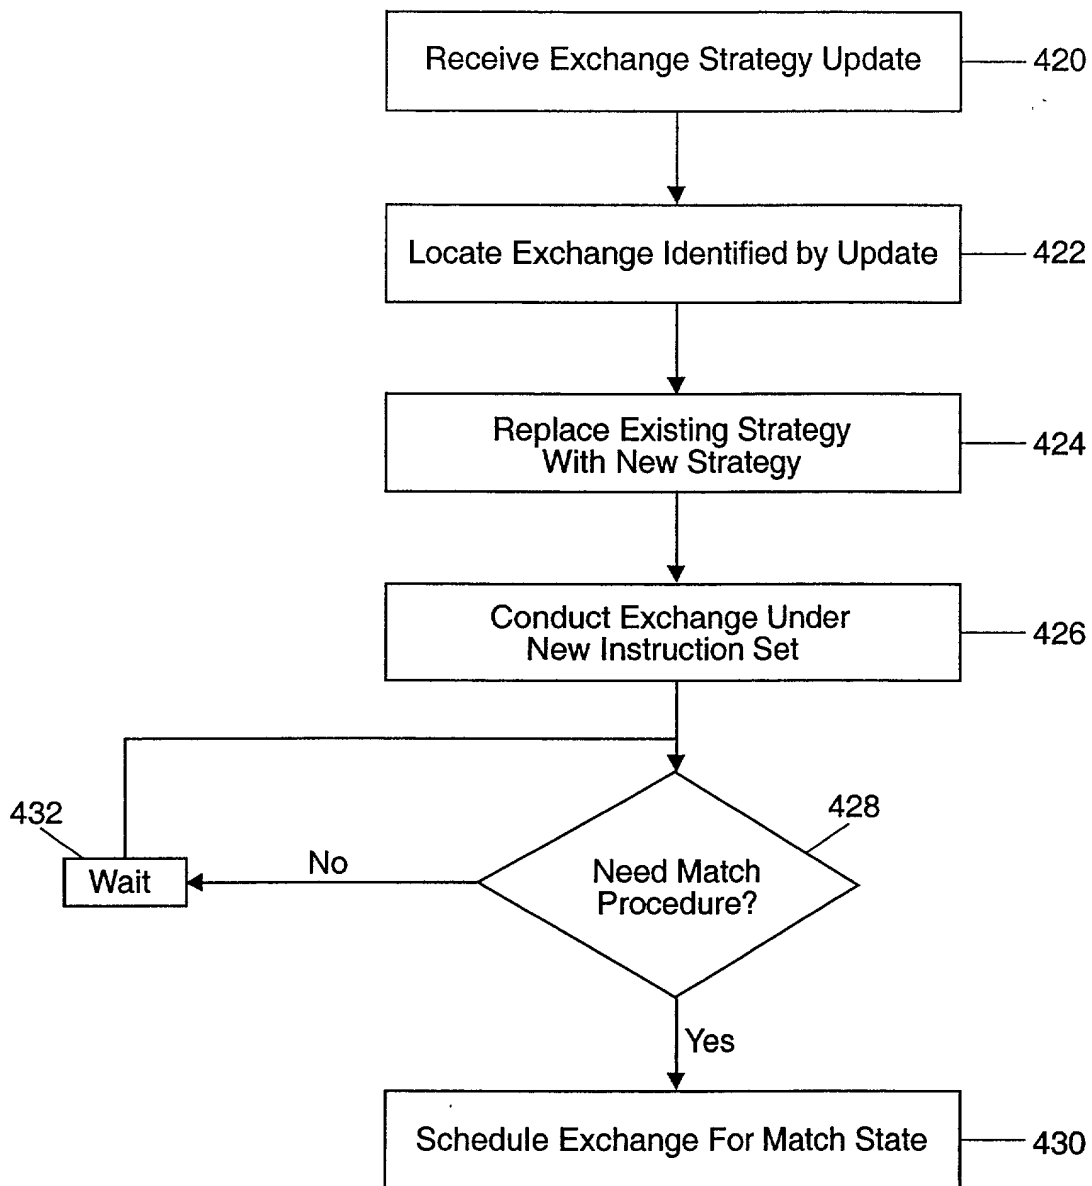 Receive Exchange Strategy Update
420
Locate Exchange Identified by Update
422
Replace Existing Strategy
With New Strategy
424
Conduct Exchange Under
New Instruction Set
426
432
428
Wait
No
Need Match
Procedure?
Yes
Schedule Exchange For Match State
430